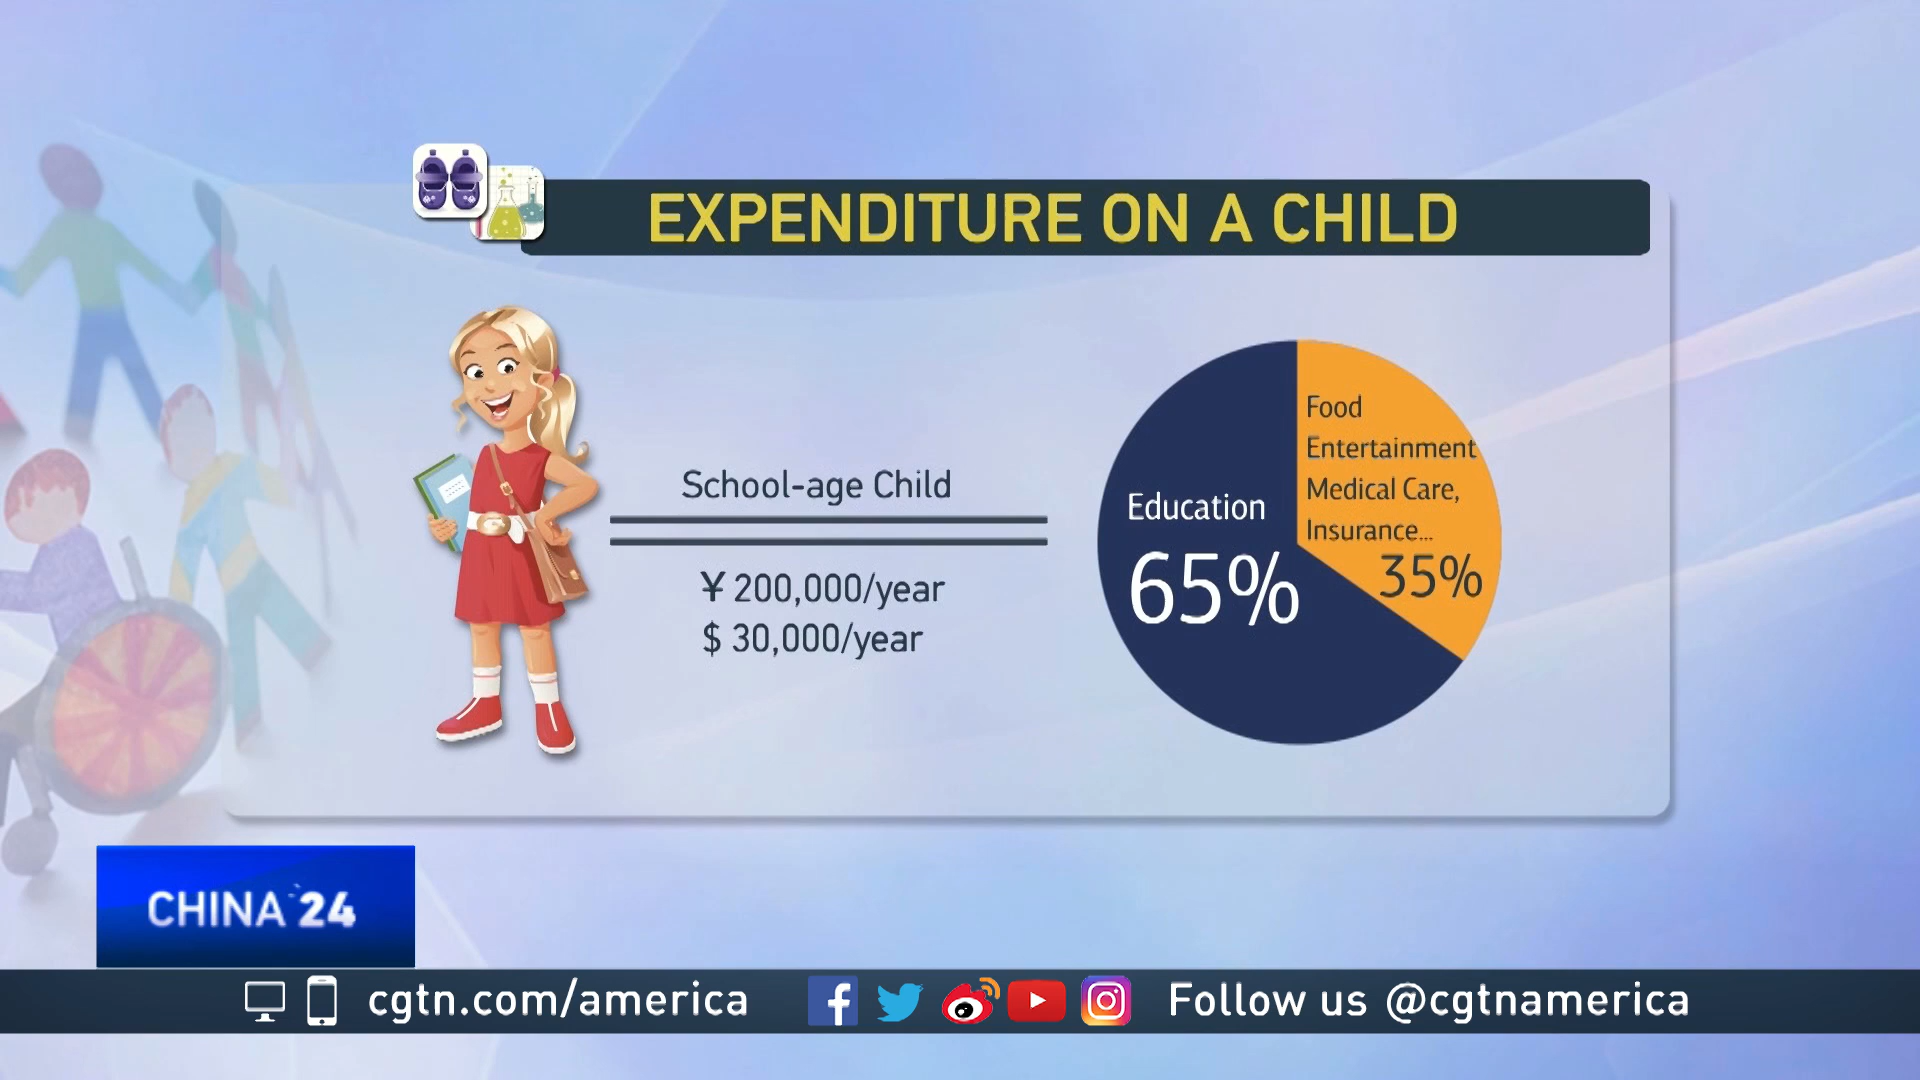 EXPENDITURE ON A CHILD
School-age Child
¥ 200,000/year
$ 30,000/year
Education
65%
Food
Entertainment
Medical Care,
Insurance...
35%
CHINA 24
cgtn.com/america
Follow us @cgtnamerica